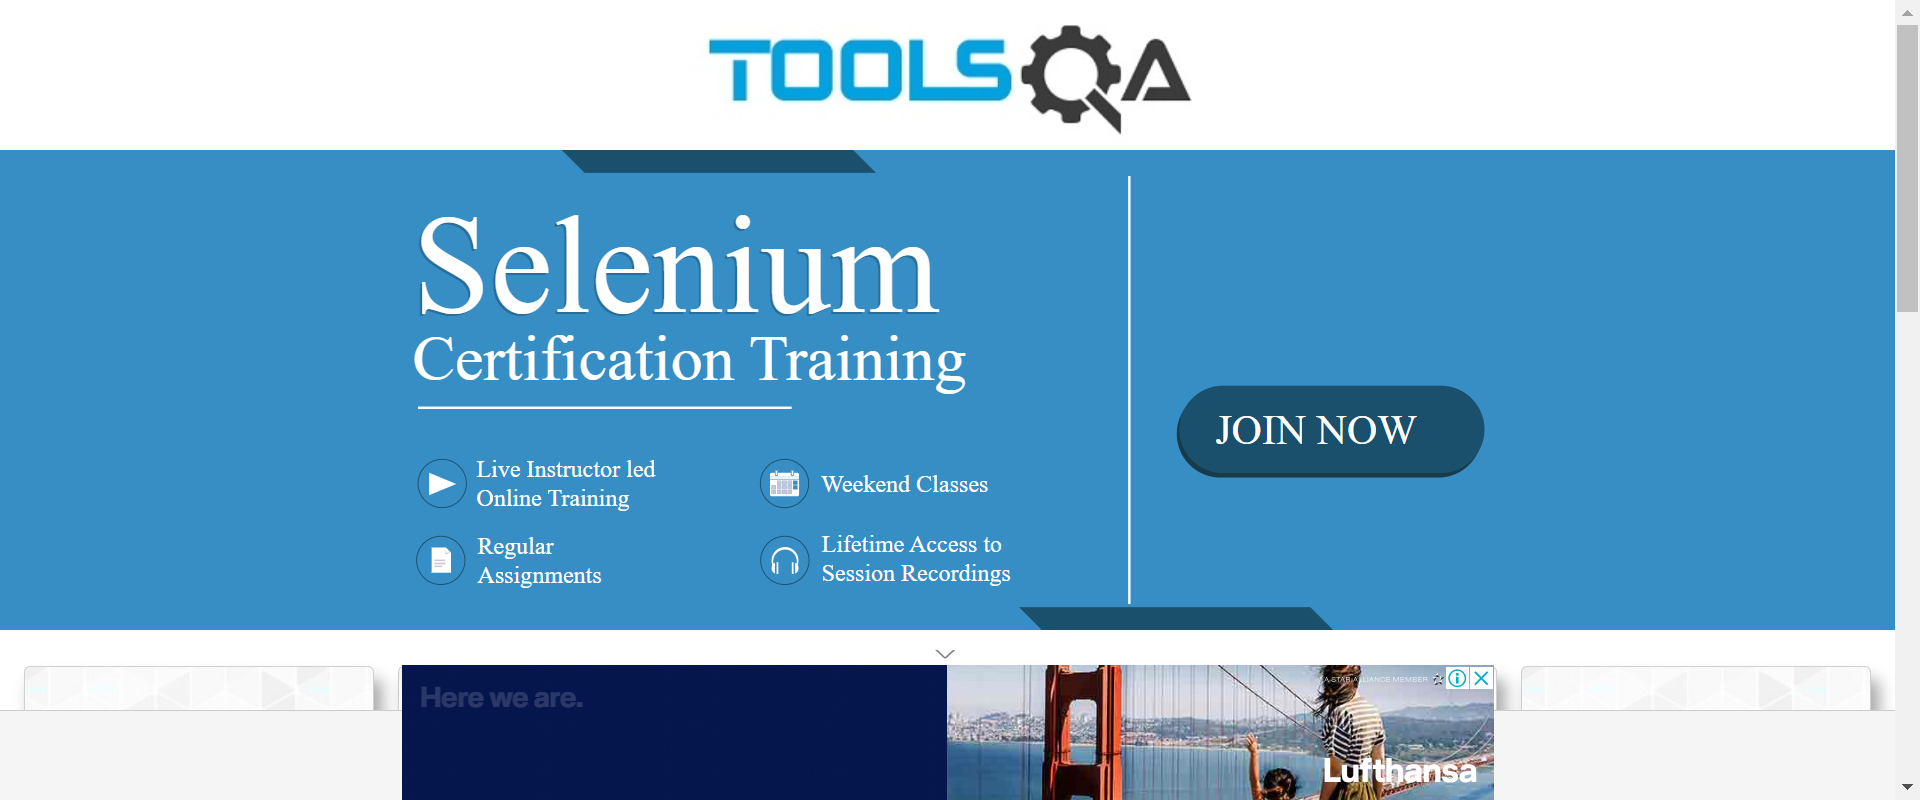 TOOLSQA
Selenium
Certification Training
JOIN NOW
Live Instructor led
Online Training
Weekend Classes
Regular
Assignments
Lifetime Access to
Session Recordings
Here we are.
A STAR ALLIANCE MEMBER
Lufthansa